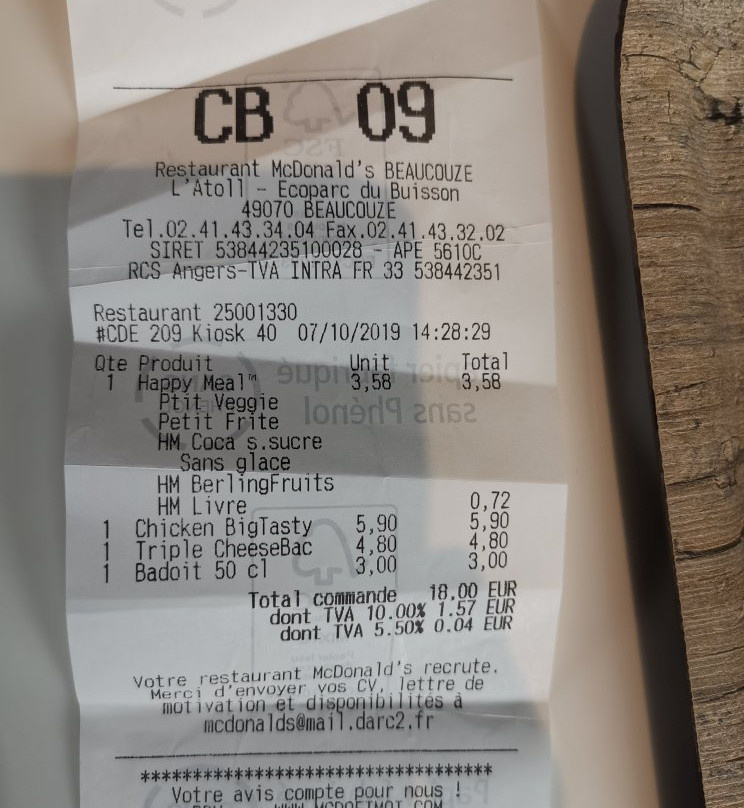 CB 09
Restaurant McDonald's BEAUCOUZE
L'Atoll - Ecoparc du Buisson
49070 BEAUCOUZE
Tel.02.41.43.34.04 Fax.02.41.43.32.02
SIRET 53844235100028 - APE 5610C
RCS Angers-TVA INTRA FR 33 538442351
Restaurant 25001330
#CDE 209 Kiosk 40 07/10/2019 14:28:29
Qte Produit Unit Total
1 Happy Meal™ 3,58 3,58
Ptit Veggie
Petit Frite
HM Coca s.sucre
Sans glace
HM BerlingFruits
HM Livre 0,72
1 Chicken BigTasty 5,90 5,90
1 Triple CheeseBac 4,80 4,80
1 Badoit 50 cl 3,00 3,00
Total commande 18,00 EUR
dont TVA 10.00% 1.57 EUR
dont TVA 5.50% 0.04 EUR
Votre restaurant McDonald's recrute.
Merci d'envoyer vos CV, lettre de
motivation et disponibilités à
mcdonalds@mail.darc2.fr
***********************************
Votre avis compte pour nous !
sans Phénol